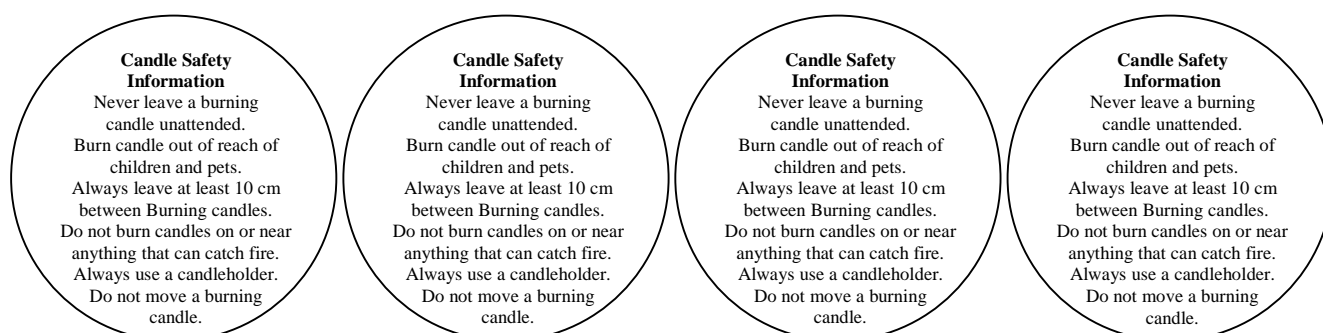 Candle Safety
Information
Never leave a burning
candle unattended.
Burn candle out of reach of
children and pets.
Always leave at least 10 cm
between Burning candles.
Do not burn candles on or near
anything that can catch fire.
Always use a candleholder.
Do not move a burning
candle.
Candle Safety
Information
Never leave a burning
candle unattended.
Burn candle out of reach of
children and pets.
Always leave at least 10 cm
between Burning candles.
Do not burn candles on or near
anything that can catch fire.
Always use a candleholder.
Do not move a burning
candle.
Candle Safety
Information
Never leave a burning
candle unattended.
Burn candle out of reach of
children and pets.
Always leave at least 10 cm
between Burning candles.
Do not burn candles on or near
anything that can catch fire.
Always use a candleholder.
Do not move a burning
candle.
Candle Safety
Information
Never leave a burning
candle unattended.
Burn candle out of reach of
children and pets.
Always leave at least 10 cm
between Burning candles.
Do not burn candles on or near
anything that can catch fire.
Always use a candleholder.
Do not move a burning
candle.